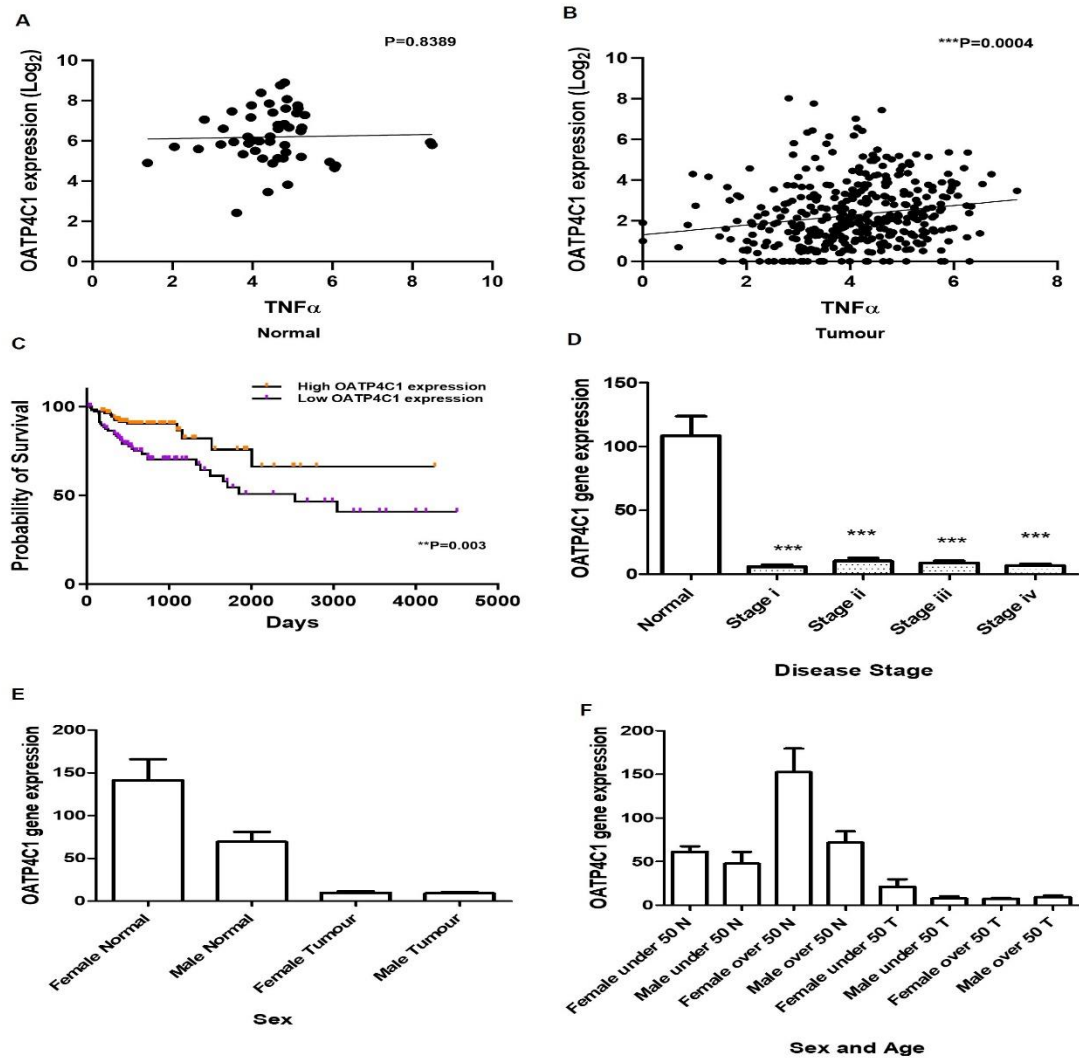 A
P=0.8389
OATP4C1 expression (Log2)
10
8
6
4
2
0
0 2 4 6 8 10
TNFα
Normal
B
***P=0.0004
OATP4C1 expression (Log2)
10
8
6
4
2
0
0 2 4 6 8
TNFα
Tumour
C
High OATP4C1 expression
Low OATP4C1 expression
Probability of Survival
100
50
0
**P=0.003
0 1000 2000 3000 4000 5000
Days
D
OATP4C1 gene expression
150
100
50
0
*** *** *** ***
Normal
Stage i
Stage ii
Stage iii
Stage iv
Disease Stage
E
OATP4C1 gene expression
200
150
100
50
0
Female Normal
Male Normal
Female Tumour
Male Tumour
Sex
F
OATP4C1 gene expression
200
150
100
50
0
Female under 50 N
Male under 50 N
Female over 50 N
Male over 50 N
Female under 50 T
Male under 50 T
Female over 50 T
Male over 50 T
Sex and Age